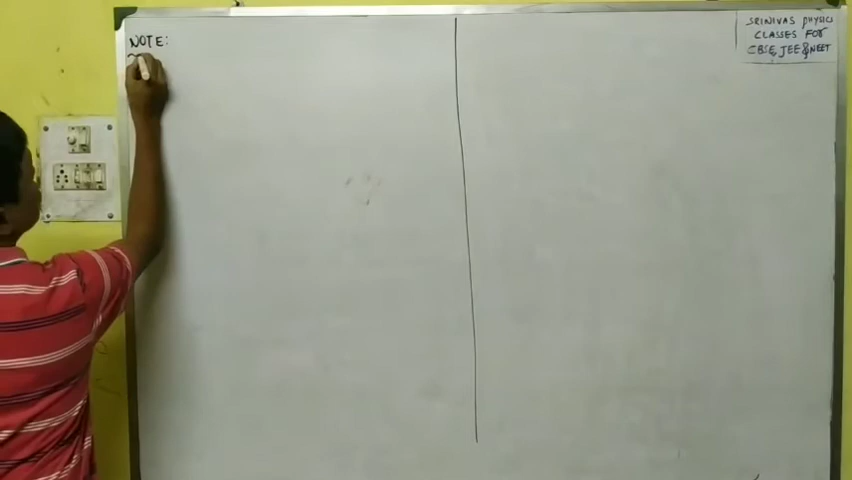 NOTE:
SRINIVAS PHYSICS
CLASSES FOR
CBSE, JEE & NEET